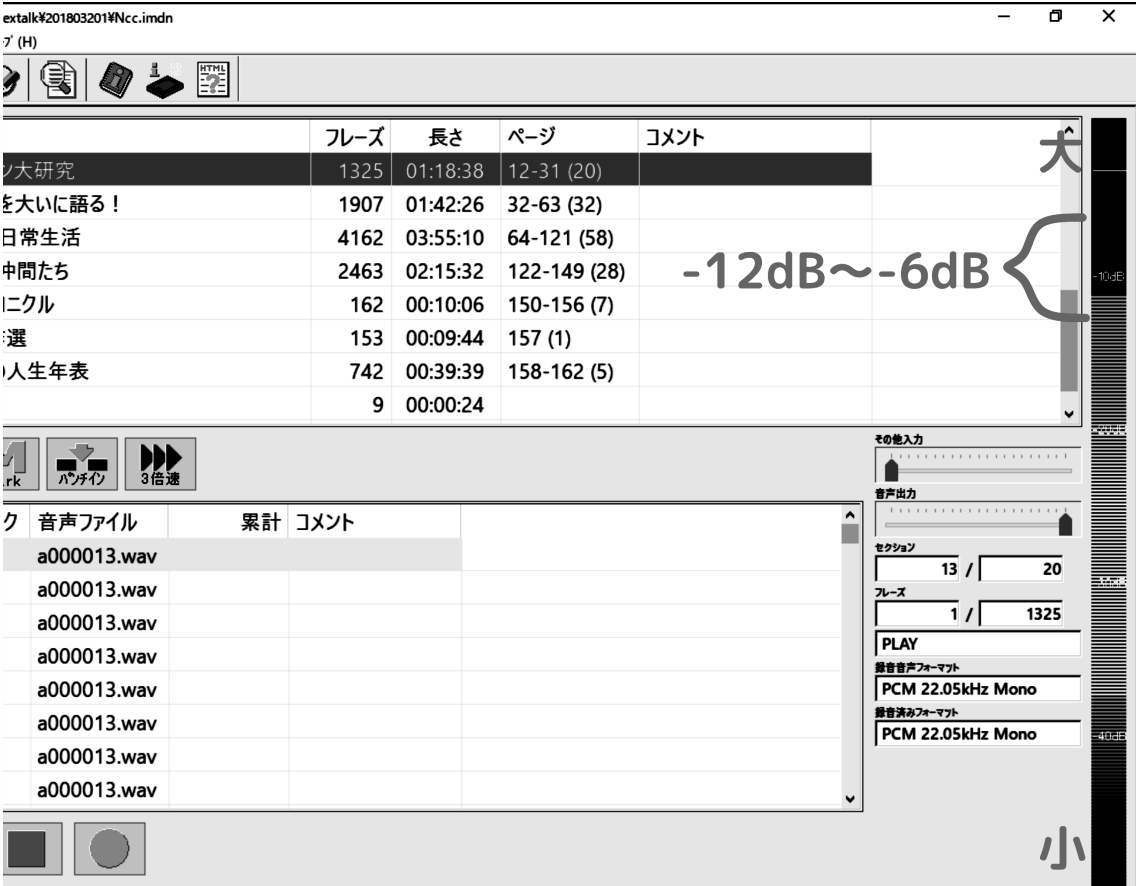 extalk¥201803201¥Ncc.imdn
プ(H)
HTML
フレーズ 長さ ページ コメント
大
ン大研究 1325 01:18:38 12-31 (20)
を大いに語る! 1907 01:42:26 32-63 (32)
日常生活 4162 03:55:10 64-121 (58)
仲間たち 2463 02:15:32 122-149 (28)
-12dB〜-6dB
-10dB
ニクル 162 00:10:06 150-156 (7)
選 153 00:09:44 157 (1)
人生年表 742 00:39:39 158-162 (5)
9 00:00:24
-20dB
rk パンチイン 3倍速
その他入力
音声出力
ク 音声ファイル 累計 コメント
a000013.wav
a000013.wav
a000013.wav
a000013.wav
a000013.wav
a000013.wav
a000013.wav
a000013.wav
セクション
13 / 20
-30dB
フレーズ
1 / 1325
PLAY
録音音声フォーマット
PCM 22.05kHz Mono
録音済みフォーマット
PCM 22.05kHz Mono
-40dB
小